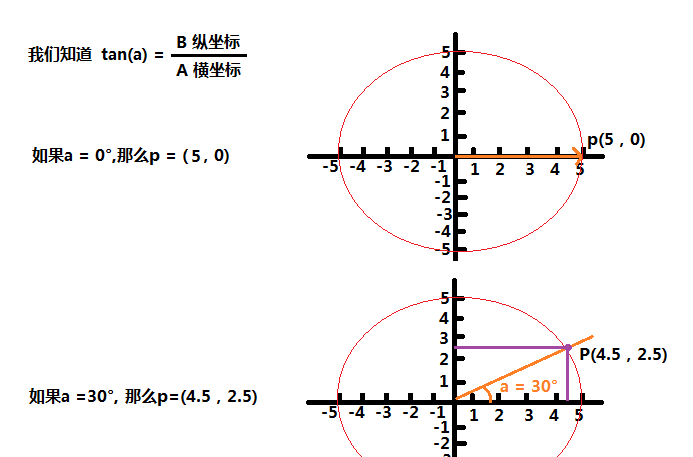 我们知道 tan(a) = B 纵坐标
A 横坐标
5
4
3
2
1
p(5 , 0)
如果a = 0°,那么p = ( 5 , 0)
-5 -4 -3 -2 -1 1 2 3 4 5
-1
-2
-3
-4
-5
5
4
3
2
1
P(4.5 , 2.5)
a = 30°
如果a =30°, 那么p=(4.5 , 2.5)
-5 -4 -3 -2 -1 1 2 3 4 5
-1
-2